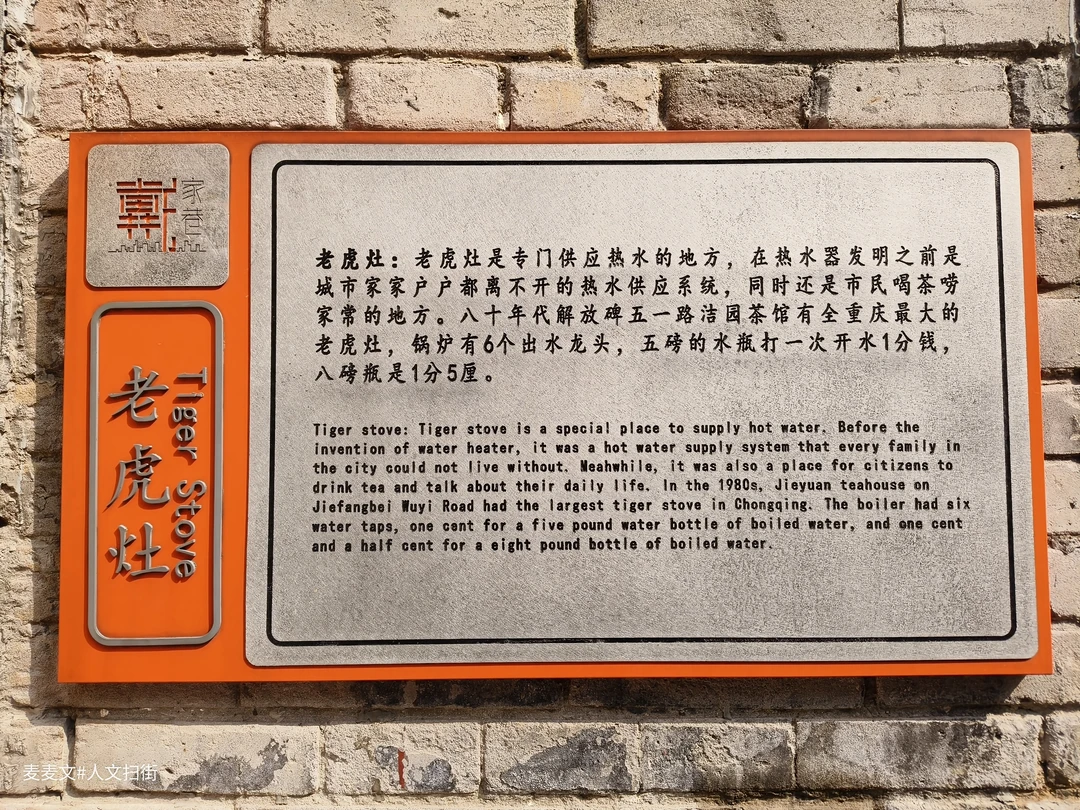 戴家巷
老虎灶
Tiger Stove
老虎灶：老虎灶是专门供应热水的地方，在热水器发明之前是
城市家家户户都离不开的热水供应系统，同时还是市民喝茶唠
家常的地方。八十年代解放碑五一路洁园茶馆有全重庆最大的
老虎灶，锅炉有6个出水龙头，五磅的水瓶打一次开水1分钱，
八磅瓶是1分5厘。
Tiger stove: Tiger stove is a special place to supply hot water. Before the
invention of water heater, it was a hot water supply system that every family in
the city could not live without. Meahwhile, it was also a place for citizens to
drink tea and talk about their daily life. In the 1980s, Jieyuan teahouse on
Jiefangbei Wuyi Road had the largest tiger stove in Chongqing. The boiler had six
water taps, one cent for a five pound water bottle of boiled water, and one cent
and a half cent for a eight pound bottle of boiled water.
麦麦文#人文扫街